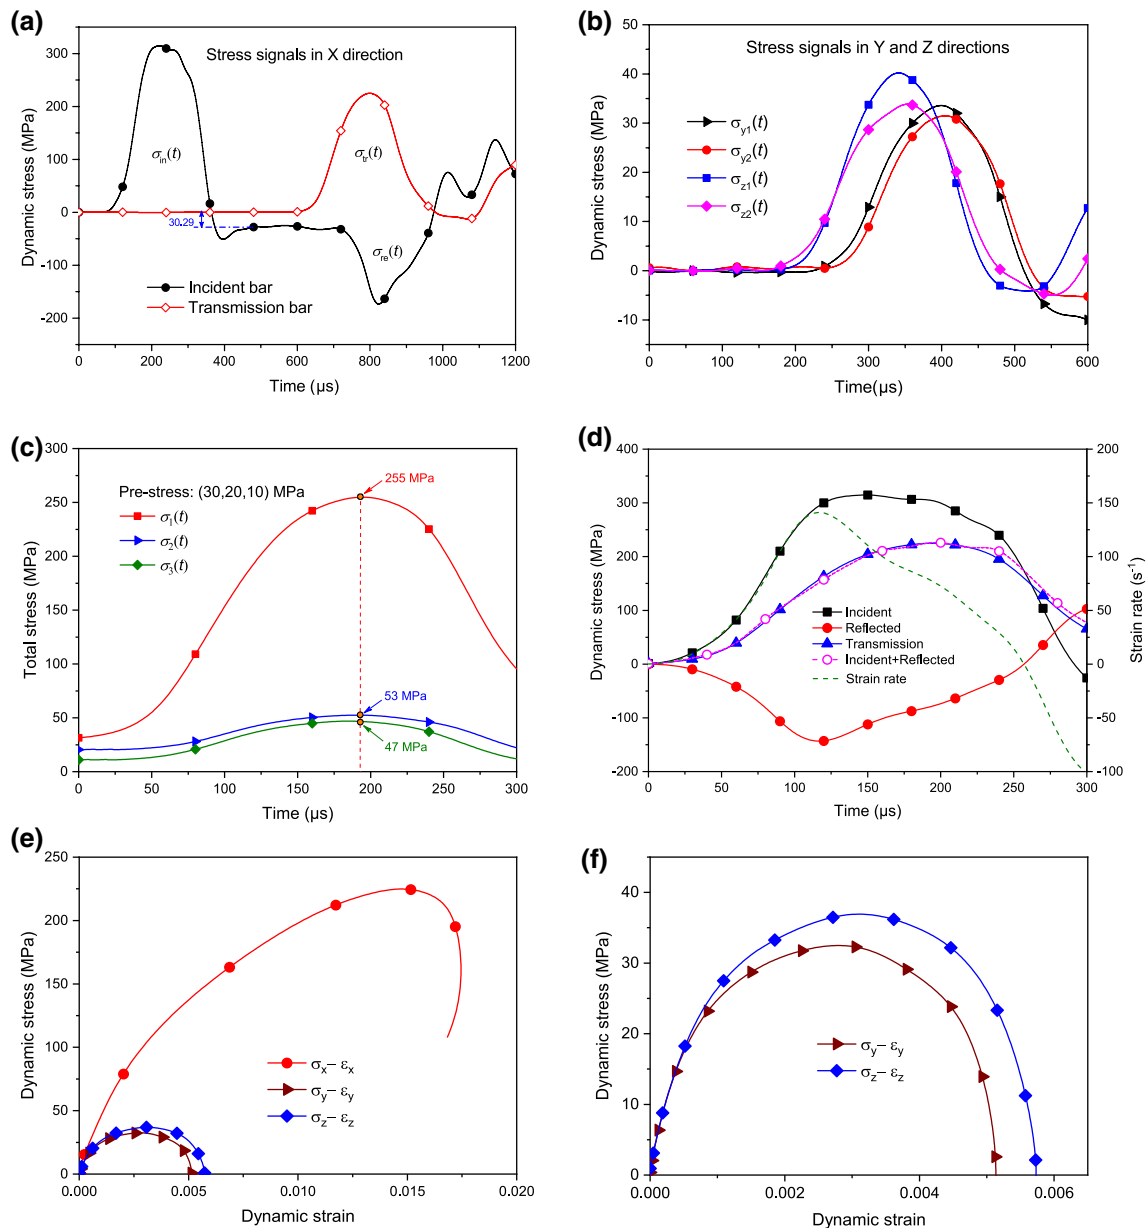 (a)
Stress signals in X direction
σin(t)
σtr(t)
σre(t)
30.29
Incident bar
Transmission bar
Dynamic stress (MPa)
300
200
100
0
-100
-200
0 200 400 600 800 1000 1200
Time (µs)
(b)
Stress signals in Y and Z directions
σy1(t)
σy2(t)
σz1(t)
σz2(t)
Dynamic stress (MPa)
50
40
30
20
10
0
-10
0 100 200 300 400 500 600
Time(µs)
(c)
Pre-stress: (30,20,10) MPa
σ1(t)
σ2(t)
σ3(t)
255 MPa
53 MPa
47 MPa
Total stress (MPa)
300
250
200
150
100
50
0
0 50 100 150 200 250 300
Time (µs)
(d)
Incident
Reflected
Transmission
Incident+Reflected
Strain rate
Dynamic stress (MPa)
400
300
200
100
0
-100
-200
Strain rate (s-1)
200
150
100
50
0
-50
-100
0 50 100 150 200 250 300
Time (µs)
(e)
σx– εx
σy– εy
σz– εz
Dynamic stress (MPa)
250
200
150
100
50
0
0.000 0.005 0.010 0.015 0.020
Dynamic strain
(f)
σy– εy
σz– εz
Dynamic stress (MPa)
40
30
20
10
0
0.000 0.002 0.004 0.006
Dynamic strain